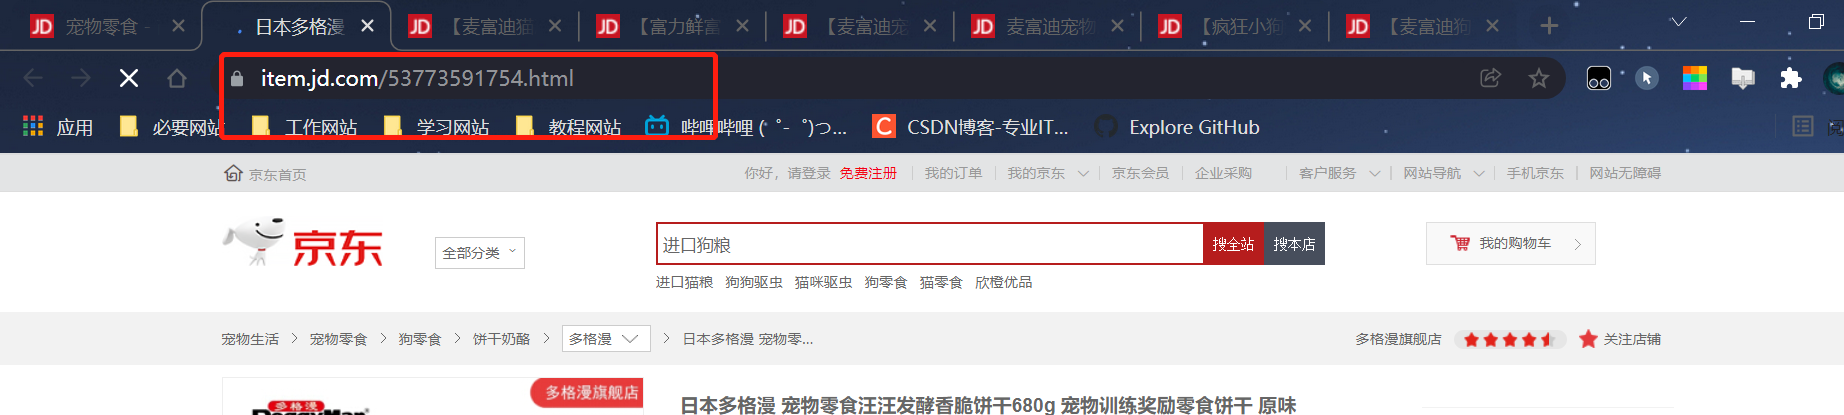 宠物零食 -
日本多格漫
【麦富迪猫
【富力鲜富
【麦富迪宠
麦富迪宠物
【疯狂小狗
【麦富迪狗
item.jd.com/53773591754.html
应用 必要网站 工作网站 学习网站 教程网站 哔哩哔哩 (゜-゜)つ... CSDN博客-专业IT... Explore GitHub
京东首页 你好，请登录 免费注册 我的订单 我的京东 京东会员 企业采购 客户服务 网站导航 手机京东 网站无障碍
京东 全部分类 进口狗粮 搜全站 搜本店 我的购物车
进口猫粮 狗狗驱虫 猫咪驱虫 狗零食 猫零食 欣橙优品
宠物生活 > 宠物零食 > 狗零食 > 饼干奶酪 > 多格漫 > 日本多格漫 宠物零... 多格漫旗舰店 关注店铺
多格漫旗舰店
多格漫
DoggyMan
日本多格漫 宠物零食汪汪发酵香脆饼干680g 宠物训练奖励零食饼干 原味